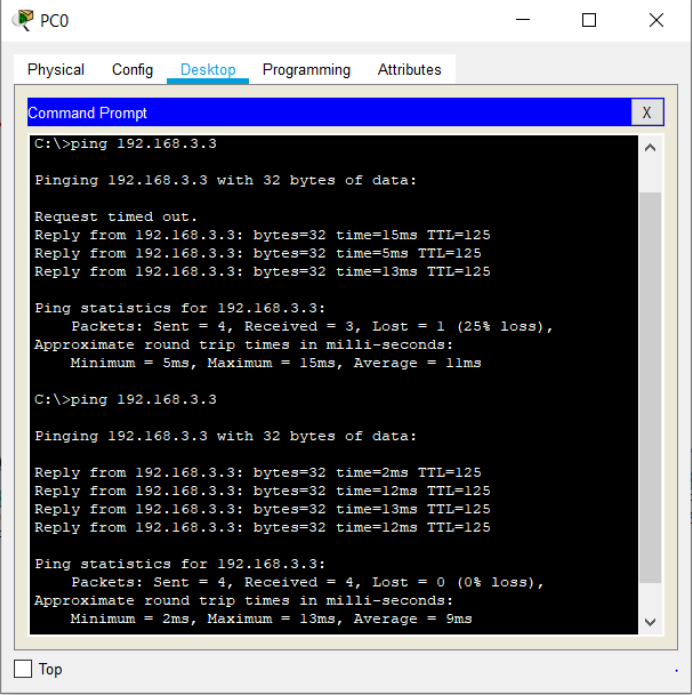 PC0
Physical Config Desktop Programming Attributes
Command Prompt
X
C:\>ping 192.168.3.3
Pinging 192.168.3.3 with 32 bytes of data:
Request timed out.
Reply from 192.168.3.3: bytes=32 time=15ms TTL=125
Reply from 192.168.3.3: bytes=32 time=5ms TTL=125
Reply from 192.168.3.3: bytes=32 time=13ms TTL=125
Ping statistics for 192.168.3.3:
Packets: Sent = 4, Received = 3, Lost = 1 (25% loss),
Approximate round trip times in milli-seconds:
Minimum = 5ms, Maximum = 15ms, Average = 11ms
C:\>ping 192.168.3.3
Pinging 192.168.3.3 with 32 bytes of data:
Reply from 192.168.3.3: bytes=32 time=2ms TTL=125
Reply from 192.168.3.3: bytes=32 time=12ms TTL=125
Reply from 192.168.3.3: bytes=32 time=13ms TTL=125
Reply from 192.168.3.3: bytes=32 time=12ms TTL=125
Ping statistics for 192.168.3.3:
Packets: Sent = 4, Received = 4, Lost = 0 (0% loss),
Approximate round trip times in milli-seconds:
Minimum = 2ms, Maximum = 13ms, Average = 9ms
Top